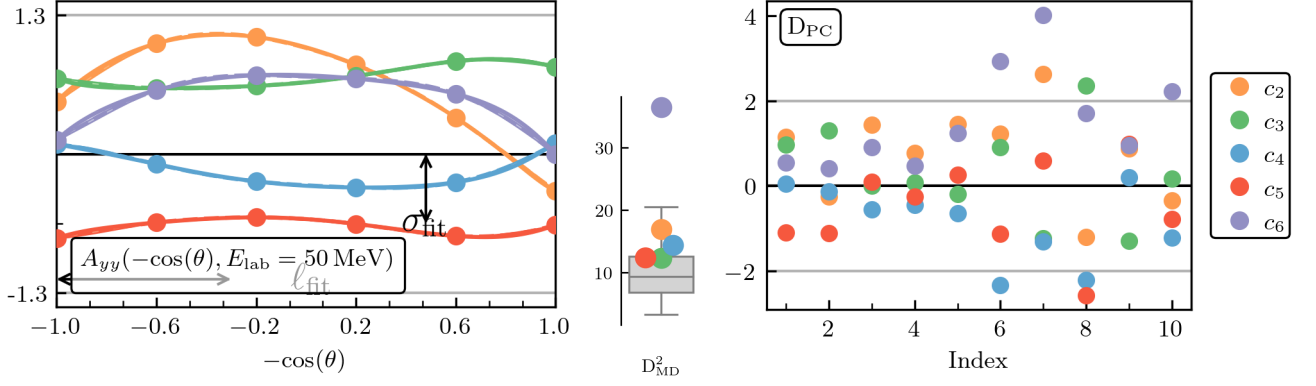 1.3
-1.3
σfit
Ayy(−cos(θ), Elab = 50 MeV)
ℓfit
−1.0 −0.6 −0.2 0.2 0.6 1.0
−cos(θ)
30
20
10
D²MD
DPC
4
2
0
−2
2 4 6 8 10
Index
c2
c3
c4
c5
c6